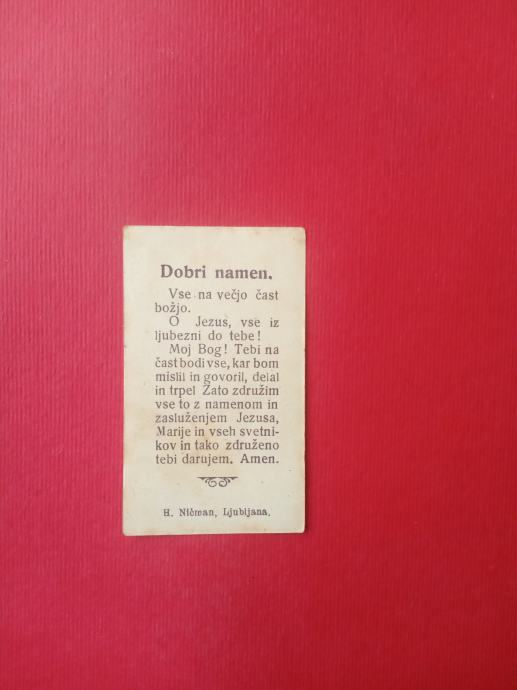 Dobri namen.
Vse na večjo čast
božjo.
O Jezus, vse iz
ljubezni do tebe!
Moj Bog! Tebi na
čast bodi vse, kar bom
mislil in govoril, delal
in trpel Zato združim
vse to z namenom in
zasluženjem Jezusa,
Marije in vseh svetni-
kov in tako združeno
tebi darujem. Amen.
H. Ničman, Ljubljana.